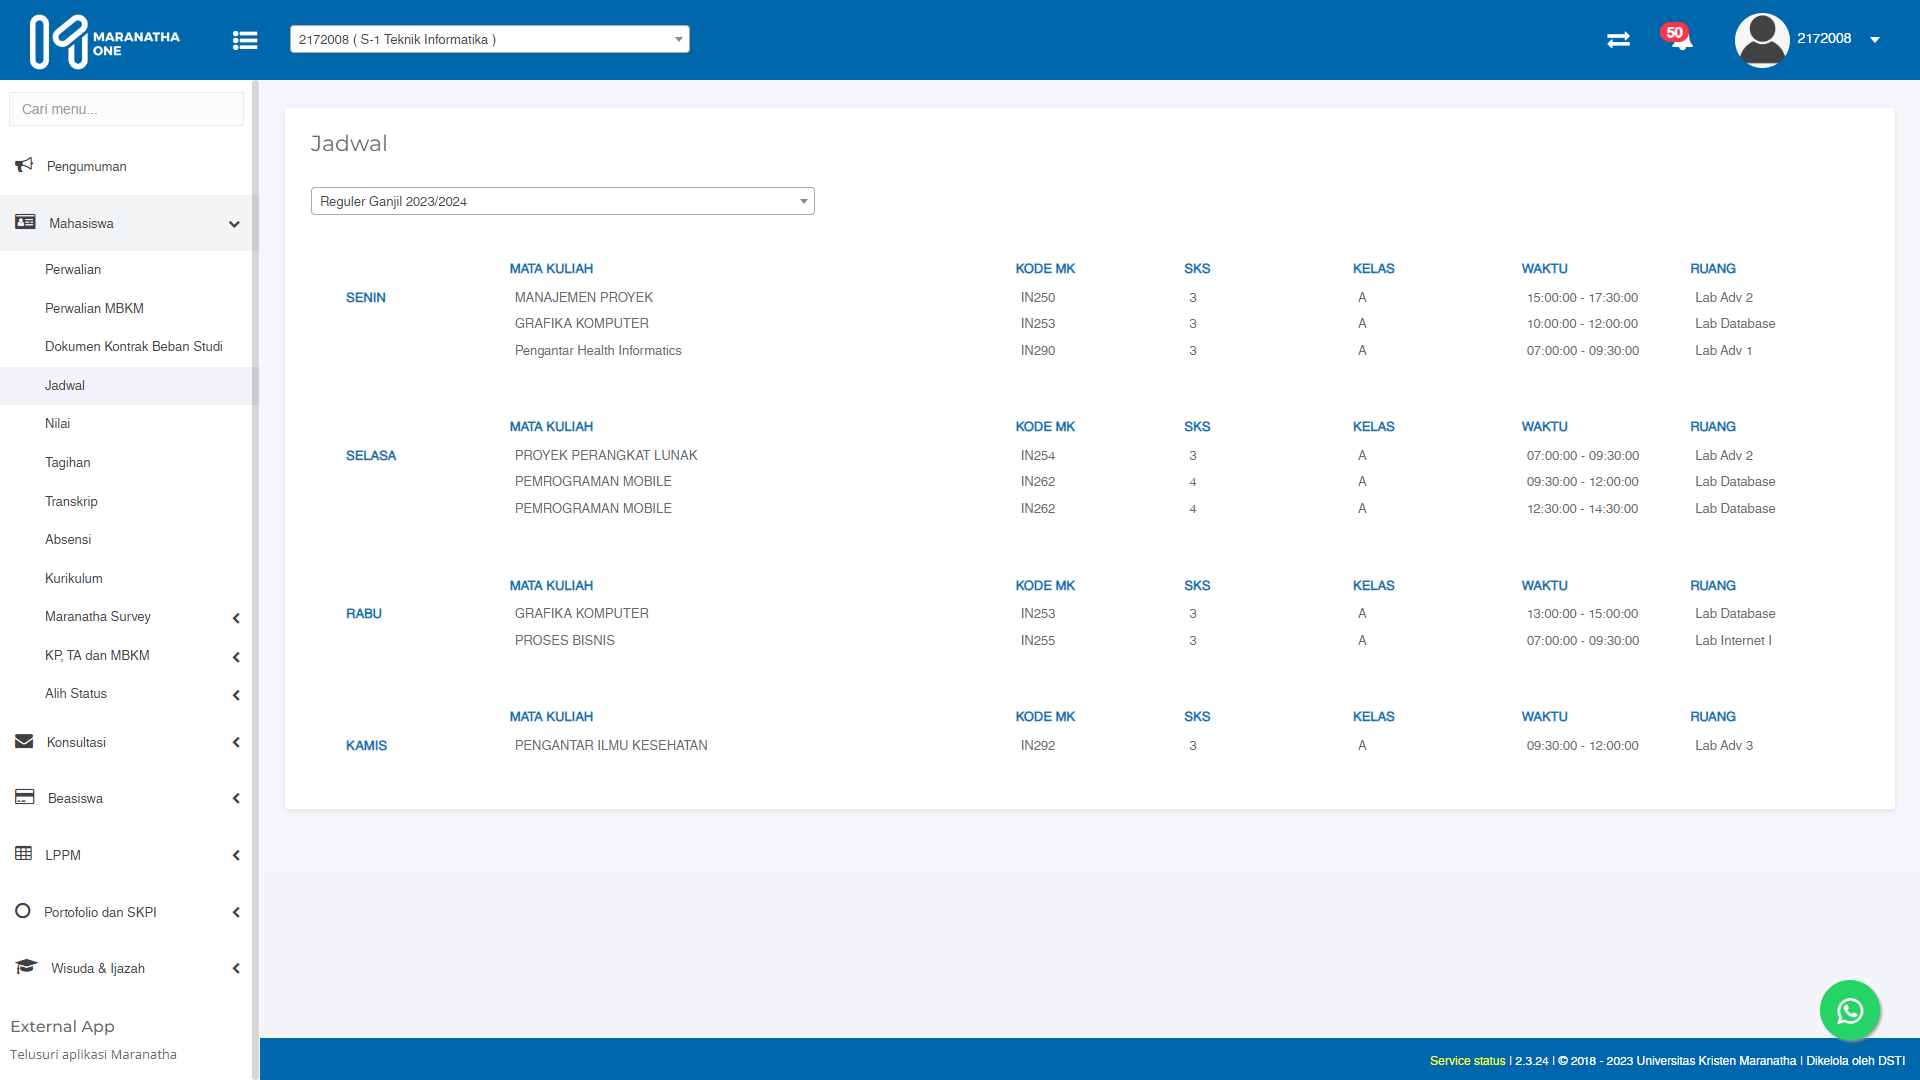 MARANATHA
ONE
2172008 ( S-1 Teknik Informatika )
50
2172008
Cari menu...
Pengumuman
Mahasiswa
Perwalian
Perwalian MBKM
Dokumen Kontrak Beban Studi
Jadwal
Nilai
Tagihan
Transkrip
Absensi
Kurikulum
Maranatha Survey
KP, TA dan MBKM
Alih Status
Konsultasi
Beasiswa
LPPM
Portofolio dan SKPI
Wisuda & Ijazah
External App
Telusuri aplikasi Maranatha
Jadwal
Reguler Ganjil 2023/2024
MATA KULIAH KODE MK SKS KELAS WAKTU RUANG
SENIN MANAJEMEN PROYEK IN250 3 A 15:00:00 - 17:30:00 Lab Adv 2
GRAFIKA KOMPUTER IN253 3 A 10:00:00 - 12:00:00 Lab Database
Pengantar Health Informatics IN290 3 A 07:00:00 - 09:30:00 Lab Adv 1
MATA KULIAH KODE MK SKS KELAS WAKTU RUANG
SELASA PROYEK PERANGKAT LUNAK IN254 3 A 07:00:00 - 09:30:00 Lab Adv 2
PEMROGRAMAN MOBILE IN262 4 A 09:30:00 - 12:00:00 Lab Database
PEMROGRAMAN MOBILE IN262 4 A 12:30:00 - 14:30:00 Lab Database
MATA KULIAH KODE MK SKS KELAS WAKTU RUANG
RABU GRAFIKA KOMPUTER IN253 3 A 13:00:00 - 15:00:00 Lab Database
PROSES BISNIS IN255 3 A 07:00:00 - 09:30:00 Lab Internet I
MATA KULIAH KODE MK SKS KELAS WAKTU RUANG
KAMIS PENGANTAR ILMU KESEHATAN IN292 3 A 09:30:00 - 12:00:00 Lab Adv 3
Service status | 2.3.24 | © 2018 - 2023 Universitas Kristen Maranatha | Dikelola oleh DSTI